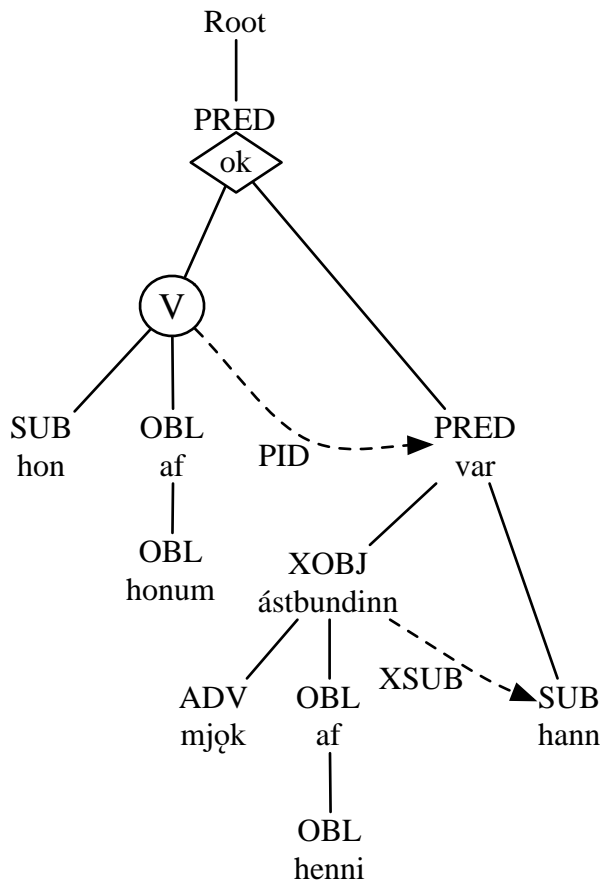 Root
PRED
ok
V
SUB
hon
OBL
af
PID
PRED
var
OBL
honum
XOBJ
ástbundinn
ADV
mjǫk
OBL
af
XSUB
SUB
hann
OBL
henni